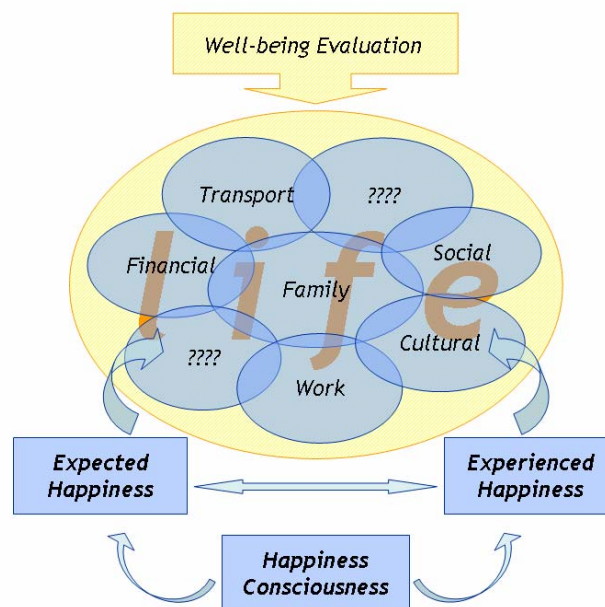 Well-being Evaluation
Transport
????
Financial
Social
Family
life
????
Cultural
Work
Expected
Happiness
Experienced
Happiness
Happiness
Consciousness